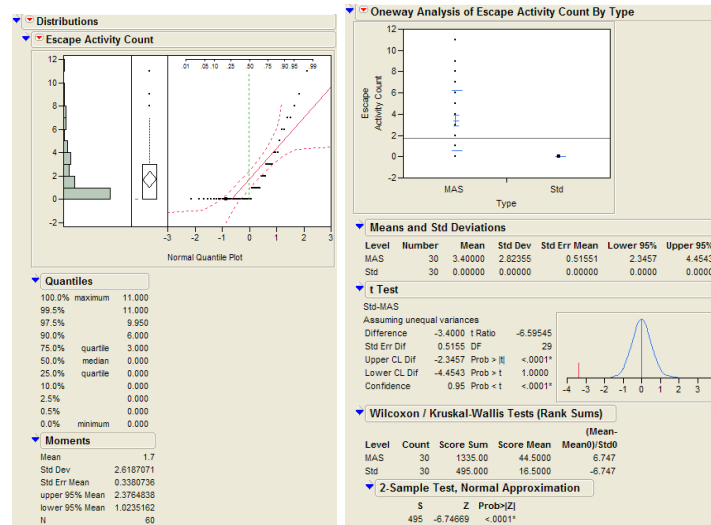 Distributions
Escape Activity Count
12
10
8
6
4
2
0
-2
.01 .05 .10 .25 .50 .75 .90 .95 .99
-3 -2 -1 0 1 2 3
Normal Quantile Plot
Quantiles
100.0% maximum 11.000
99.5% 11.000
97.5% 9.950
90.0% 6.000
75.0% quartile 3.000
50.0% median 0.000
25.0% quartile 0.000
10.0% 0.000
2.5% 0.000
0.5% 0.000
0.0% minimum 0.000
Moments
Mean 1.7
Std Dev 2.6187071
Std Err Mean 0.3380736
upper 95% Mean 2.3764838
lower 95% Mean 1.0235162
N 60
Oneway Analysis of Escape Activity Count By Type
Escape
Activity Count
12
10
8
6
4
2
0
-2
MAS Std
Type
Means and Std Deviations
Level Number Mean Std Dev Std Err Mean Lower 95% Upper 95%
MAS 30 3.40000 2.82355 0.51551 2.3457 4.4543
Std 30 0.00000 0.00000 0.00000 0.0000 0.0000
t Test
Std-MAS
Assuming unequal variances
Difference -3.4000 t Ratio -6.59545
Std Err Dif 0.5155 DF 29
Upper CL Dif -2.3457 Prob > |t| <.0001*
Lower CL Dif -4.4543 Prob > t 1.0000
Confidence 0.95 Prob < t <.0001*
-4 -3 -2 -1 0 1 2 3
Wilcoxon / Kruskal-Wallis Tests (Rank Sums)
(Mean-
Level Count Score Sum Score Mean Mean0)/Std0
MAS 30 1335.00 44.5000 6.747
Std 30 495.000 16.5000 -6.747
2-Sample Test, Normal Approximation
S Z Prob>|Z|
495 -6.74669 <.0001*